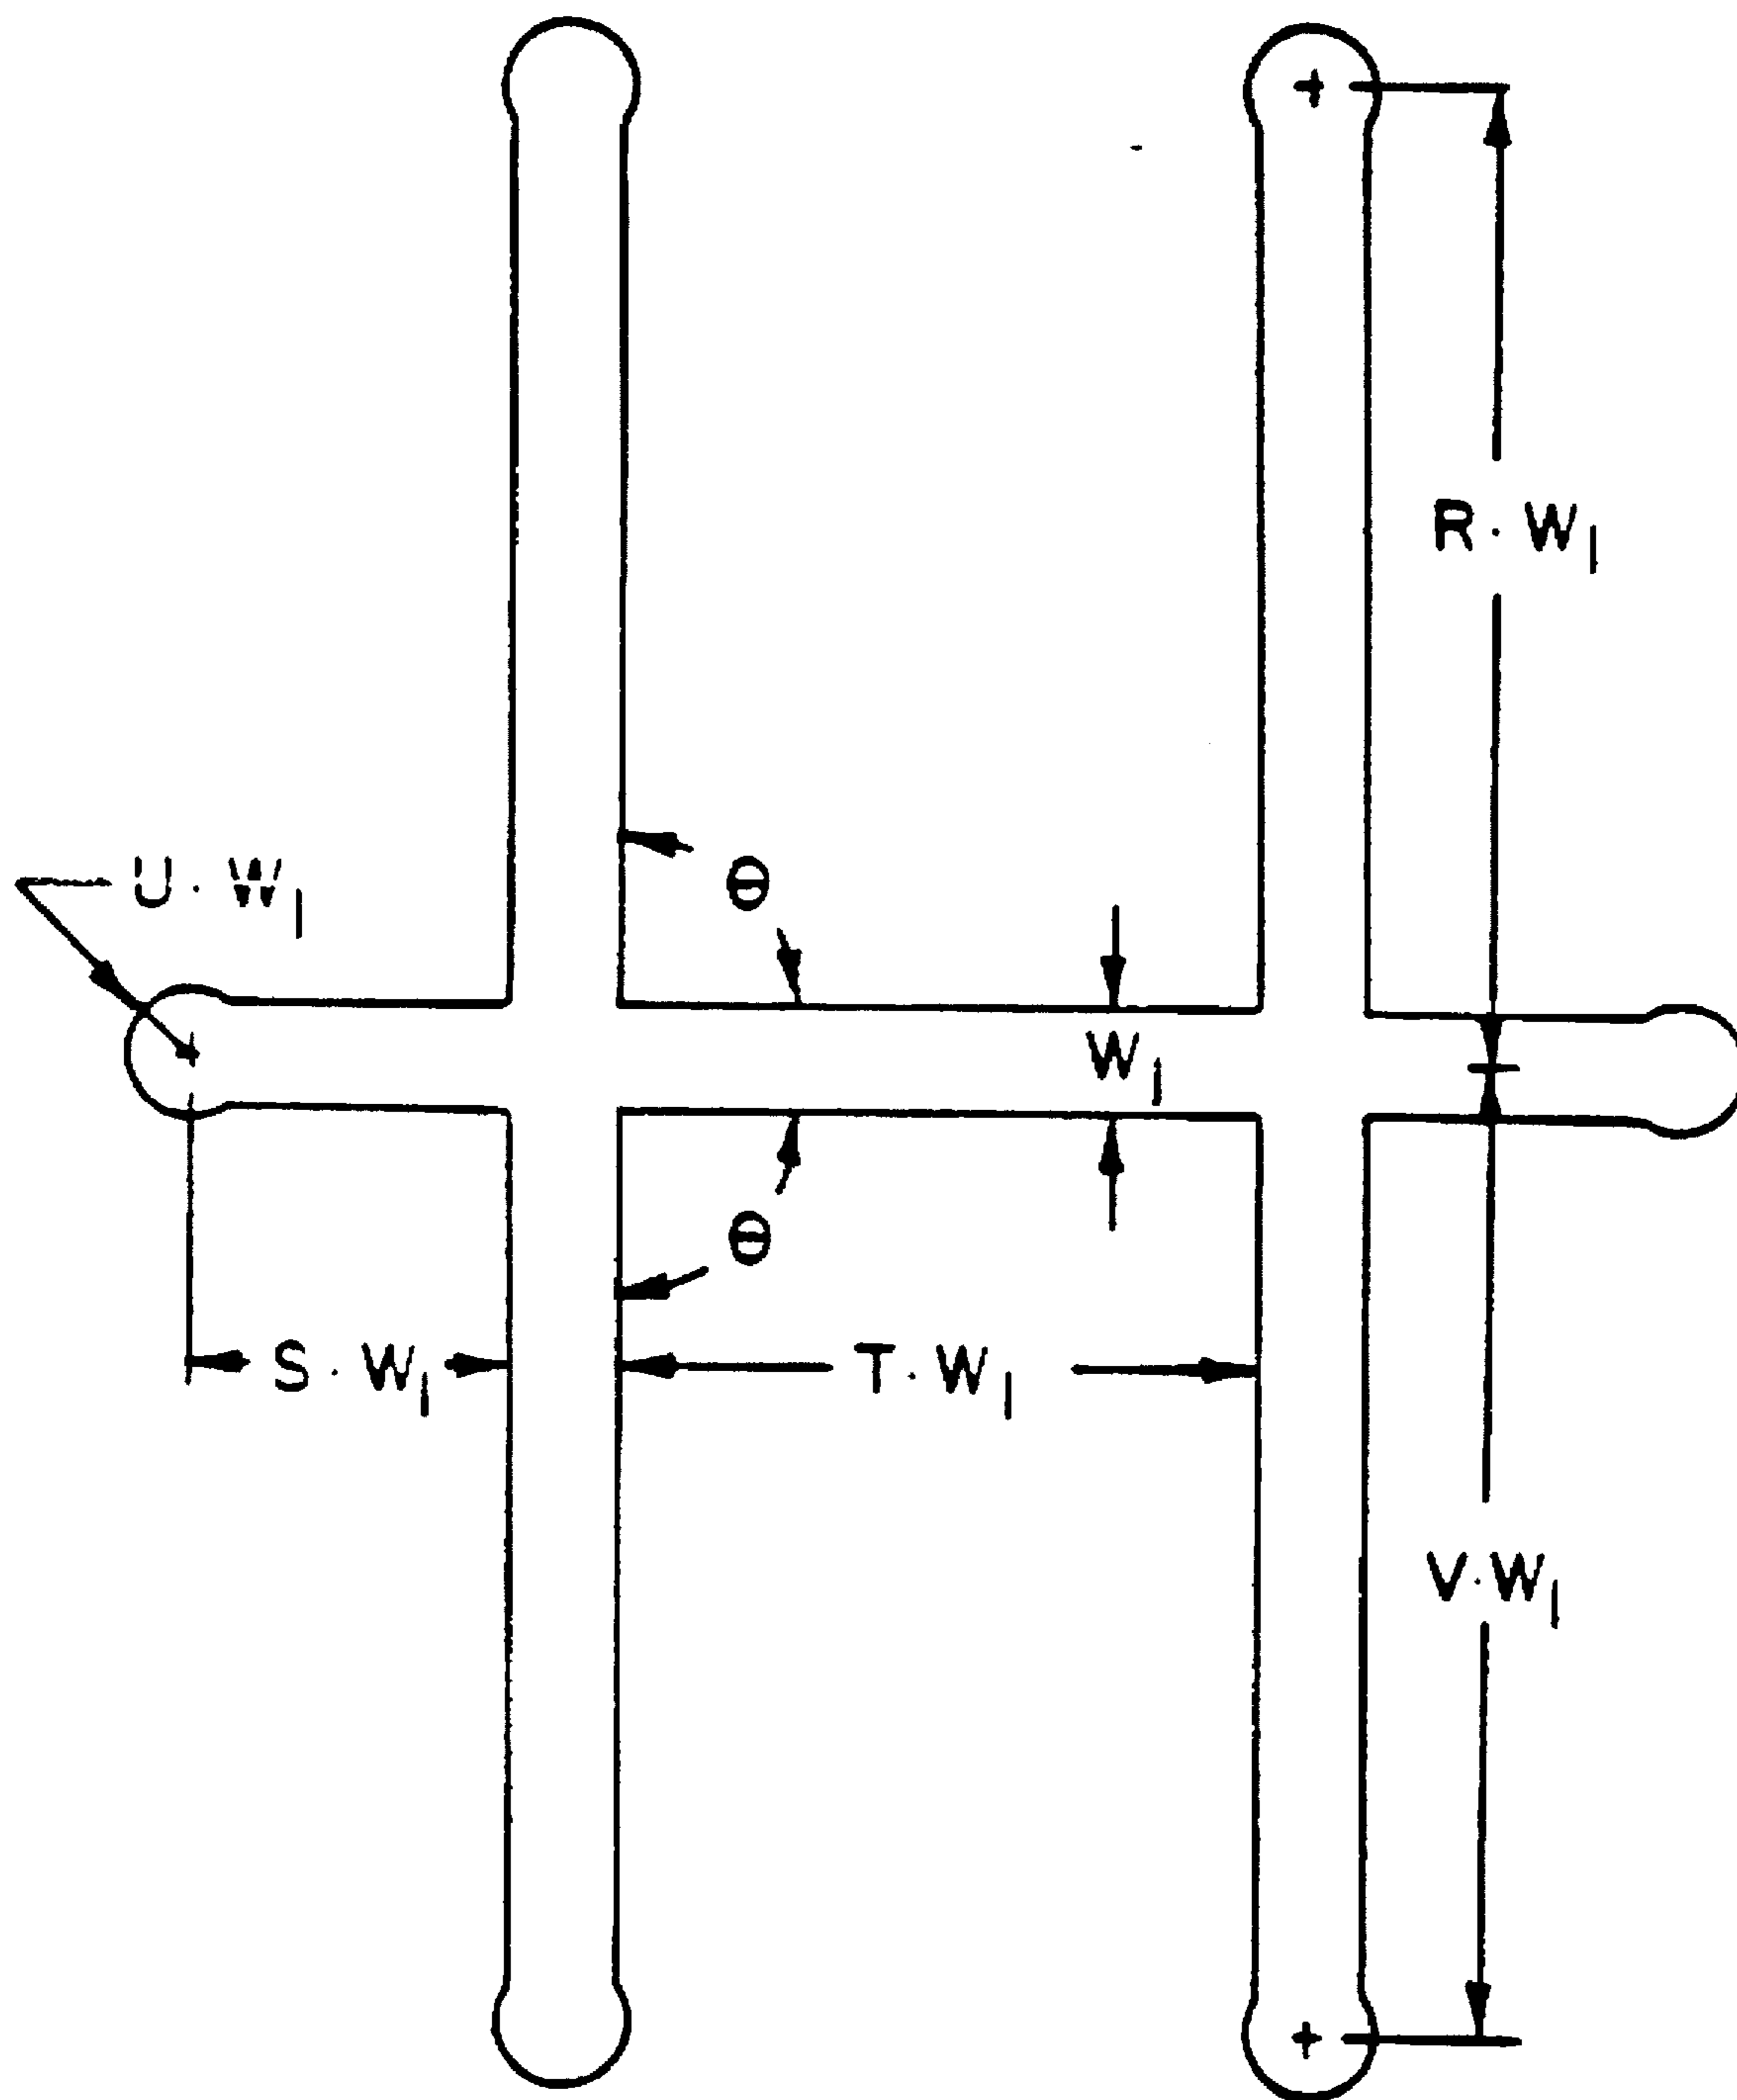 R · W₁
U · W₁
θ
W₁
θ
S · W₁
T · W₁
V · W₁